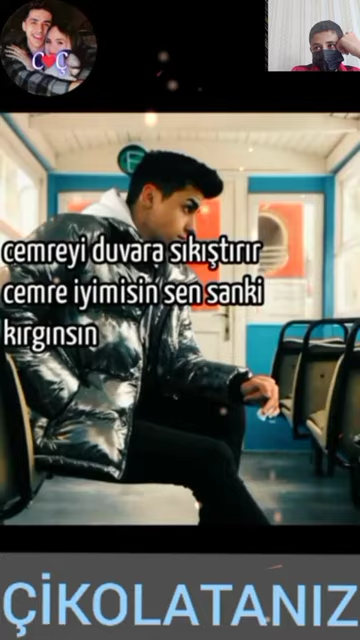 C❤Ç
cemreyi duvara sıkıştırır
cemre iyimisin sen sanki
kırgınsın
ÇİKOLATANIZ